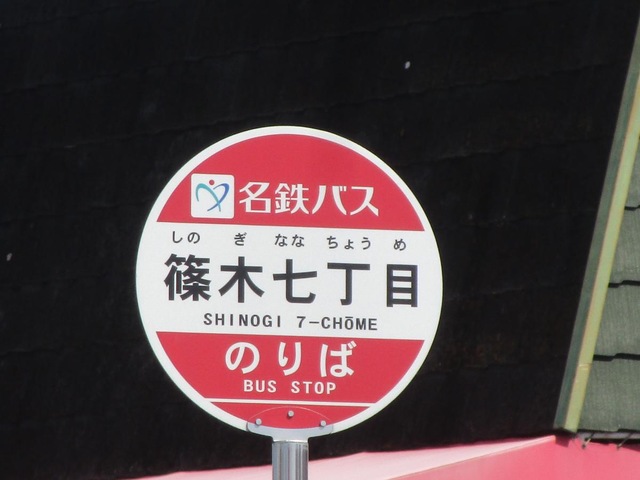 名鉄バス
しの ぎ なな ちょう め
篠木七丁目
SHINOGI 7-CHōME
のりば
BUS STOP